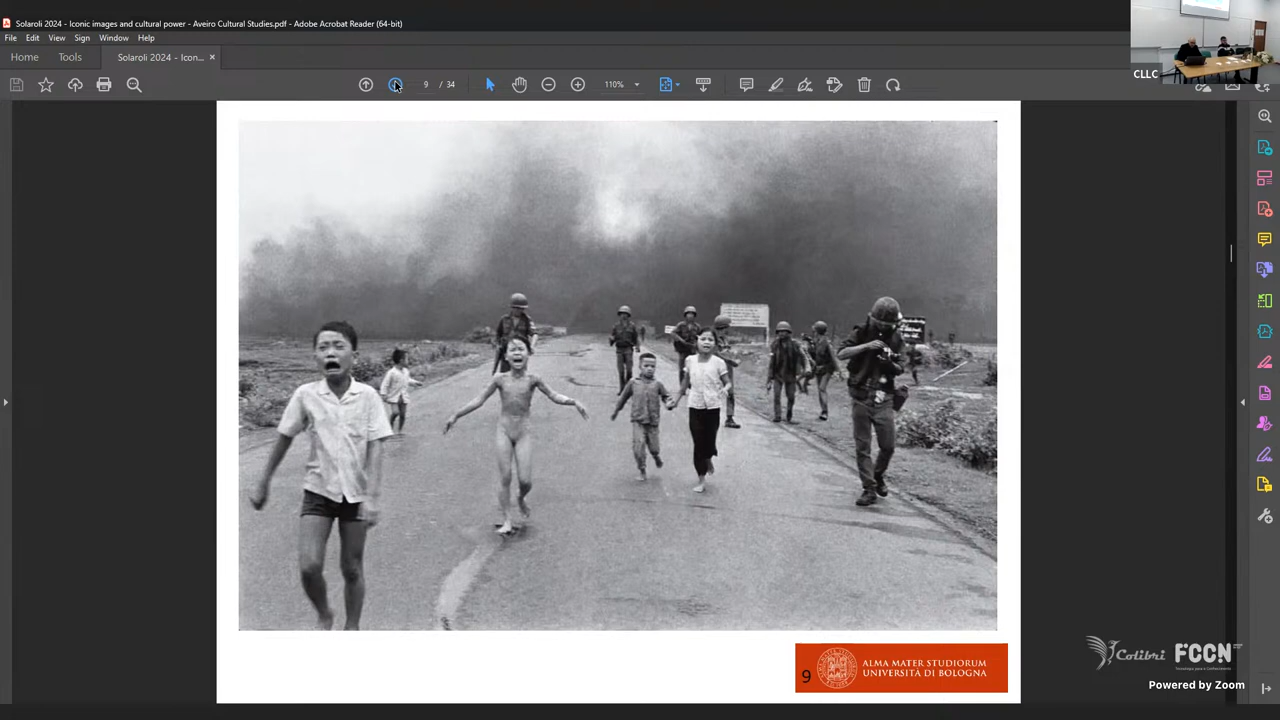 Solaroli 2024 - Iconic images and cultural power - Aveiro Cultural Studies.pdf - Adobe Acrobat Reader (64-bit)
File Edit View Sign Window Help
Home Tools Solaroli 2024 - Icon... ×
9 / 34 110%
CLLC
9
ALMA MATER STUDIORUM
UNIVERSITÀ DI BOLOGNA
Colibri FCCN
Powered by Zoom